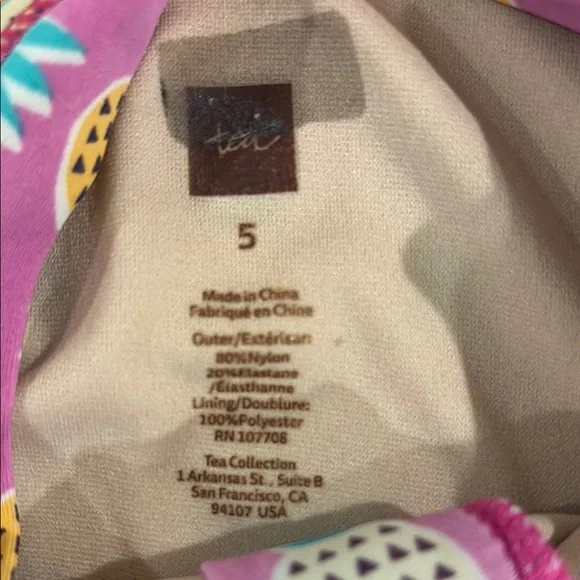 tea
5
Made in China
Fabriqué en Chine
Outer/Extérieur:
80%Nylon
20%Elastane
/Élasthanne
Lining/Doublure:
100%Polyester
RN 107708
Tea Collection
1 Arkansas St., Suite B
San Francisco, CA
94107 USA